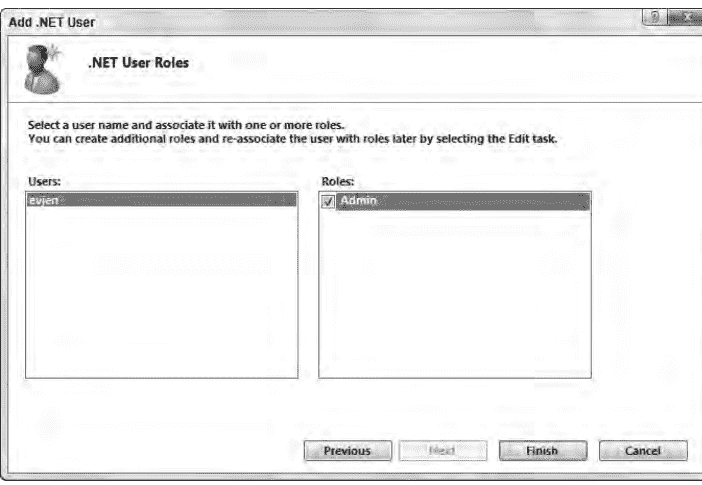 Add .NET User
.NET User Roles
Select a user name and associate it with one or more roles.
You can create additional roles and re-associate the user with roles later by selecting the Edit task.
Users:
Roles:
evjen
Admin
Previous
Next
Finish
Cancel